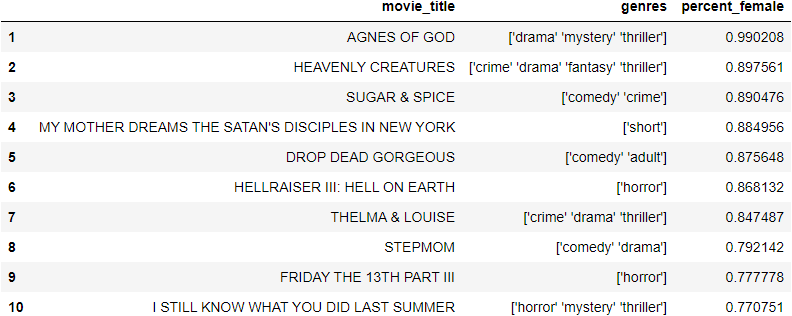 movie_title genres percent_female
1 AGNES OF GOD ['drama' 'mystery' 'thriller'] 0.990208
2 HEAVENLY CREATURES ['crime' 'drama' 'fantasy' 'thriller'] 0.897561
3 SUGAR & SPICE ['comedy' 'crime'] 0.890476
4 MY MOTHER DREAMS THE SATAN'S DISCIPLES IN NEW YORK ['short'] 0.884956
5 DROP DEAD GORGEOUS ['comedy' 'adult'] 0.875648
6 HELLRAISER III: HELL ON EARTH ['horror'] 0.868132
7 THELMA & LOUISE ['crime' 'drama' 'thriller'] 0.847487
8 STEPMOM ['comedy' 'drama'] 0.792142
9 FRIDAY THE 13TH PART III ['horror'] 0.777778
10 I STILL KNOW WHAT YOU DID LAST SUMMER ['horror' 'mystery' 'thriller'] 0.770751